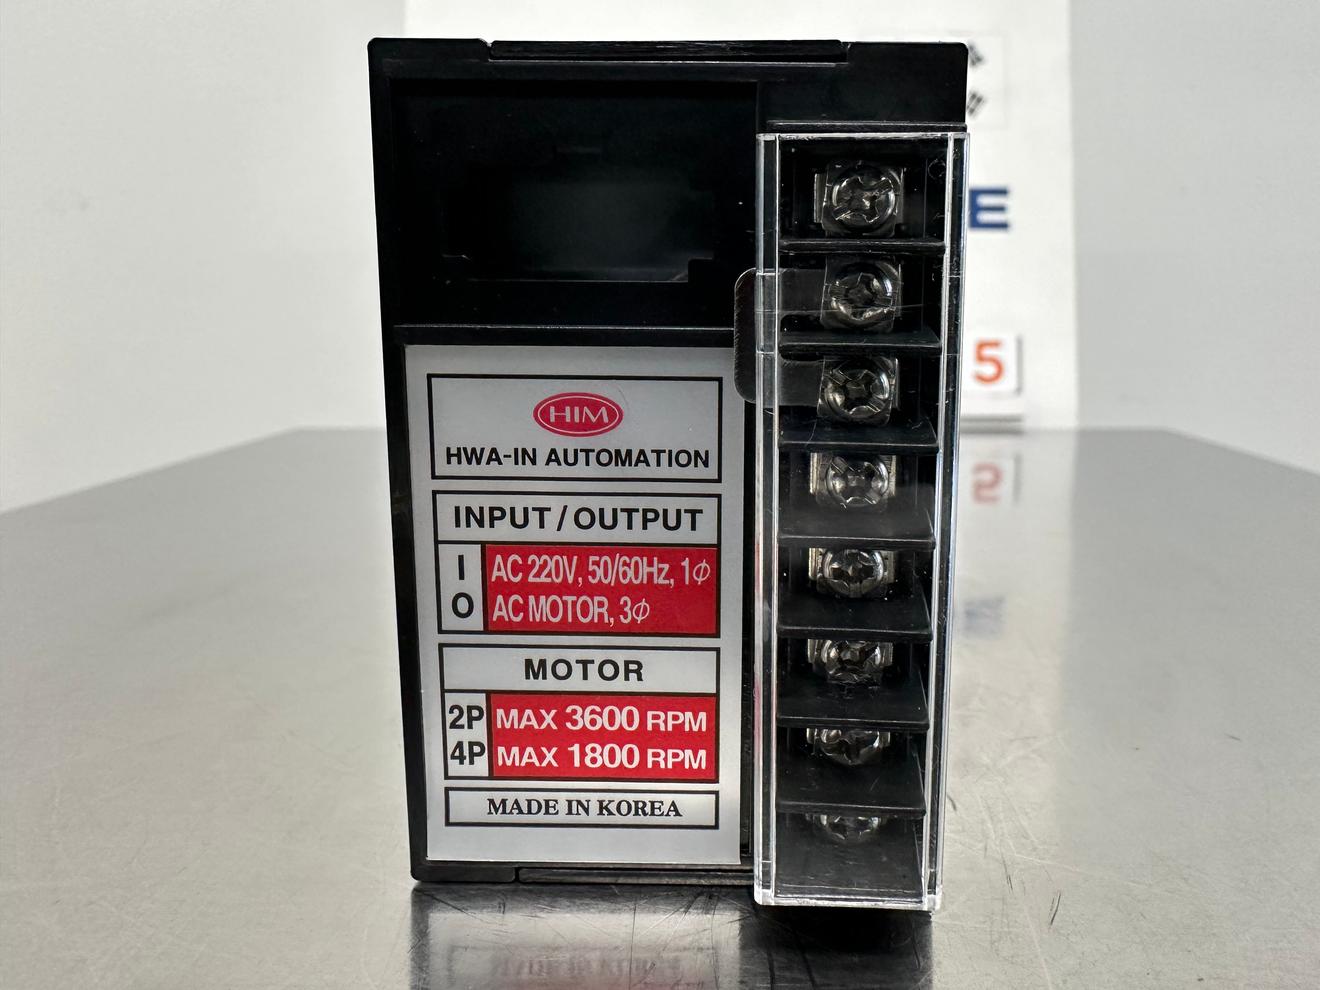 HIM
HWA-IN AUTOMATION
INPUT / OUTPUT
I AC 220V, 50/60Hz, 1φ
O AC MOTOR, 3φ
MOTOR
2P MAX 3600 RPM
4P MAX 1800 RPM
MADE IN KOREA
E
5